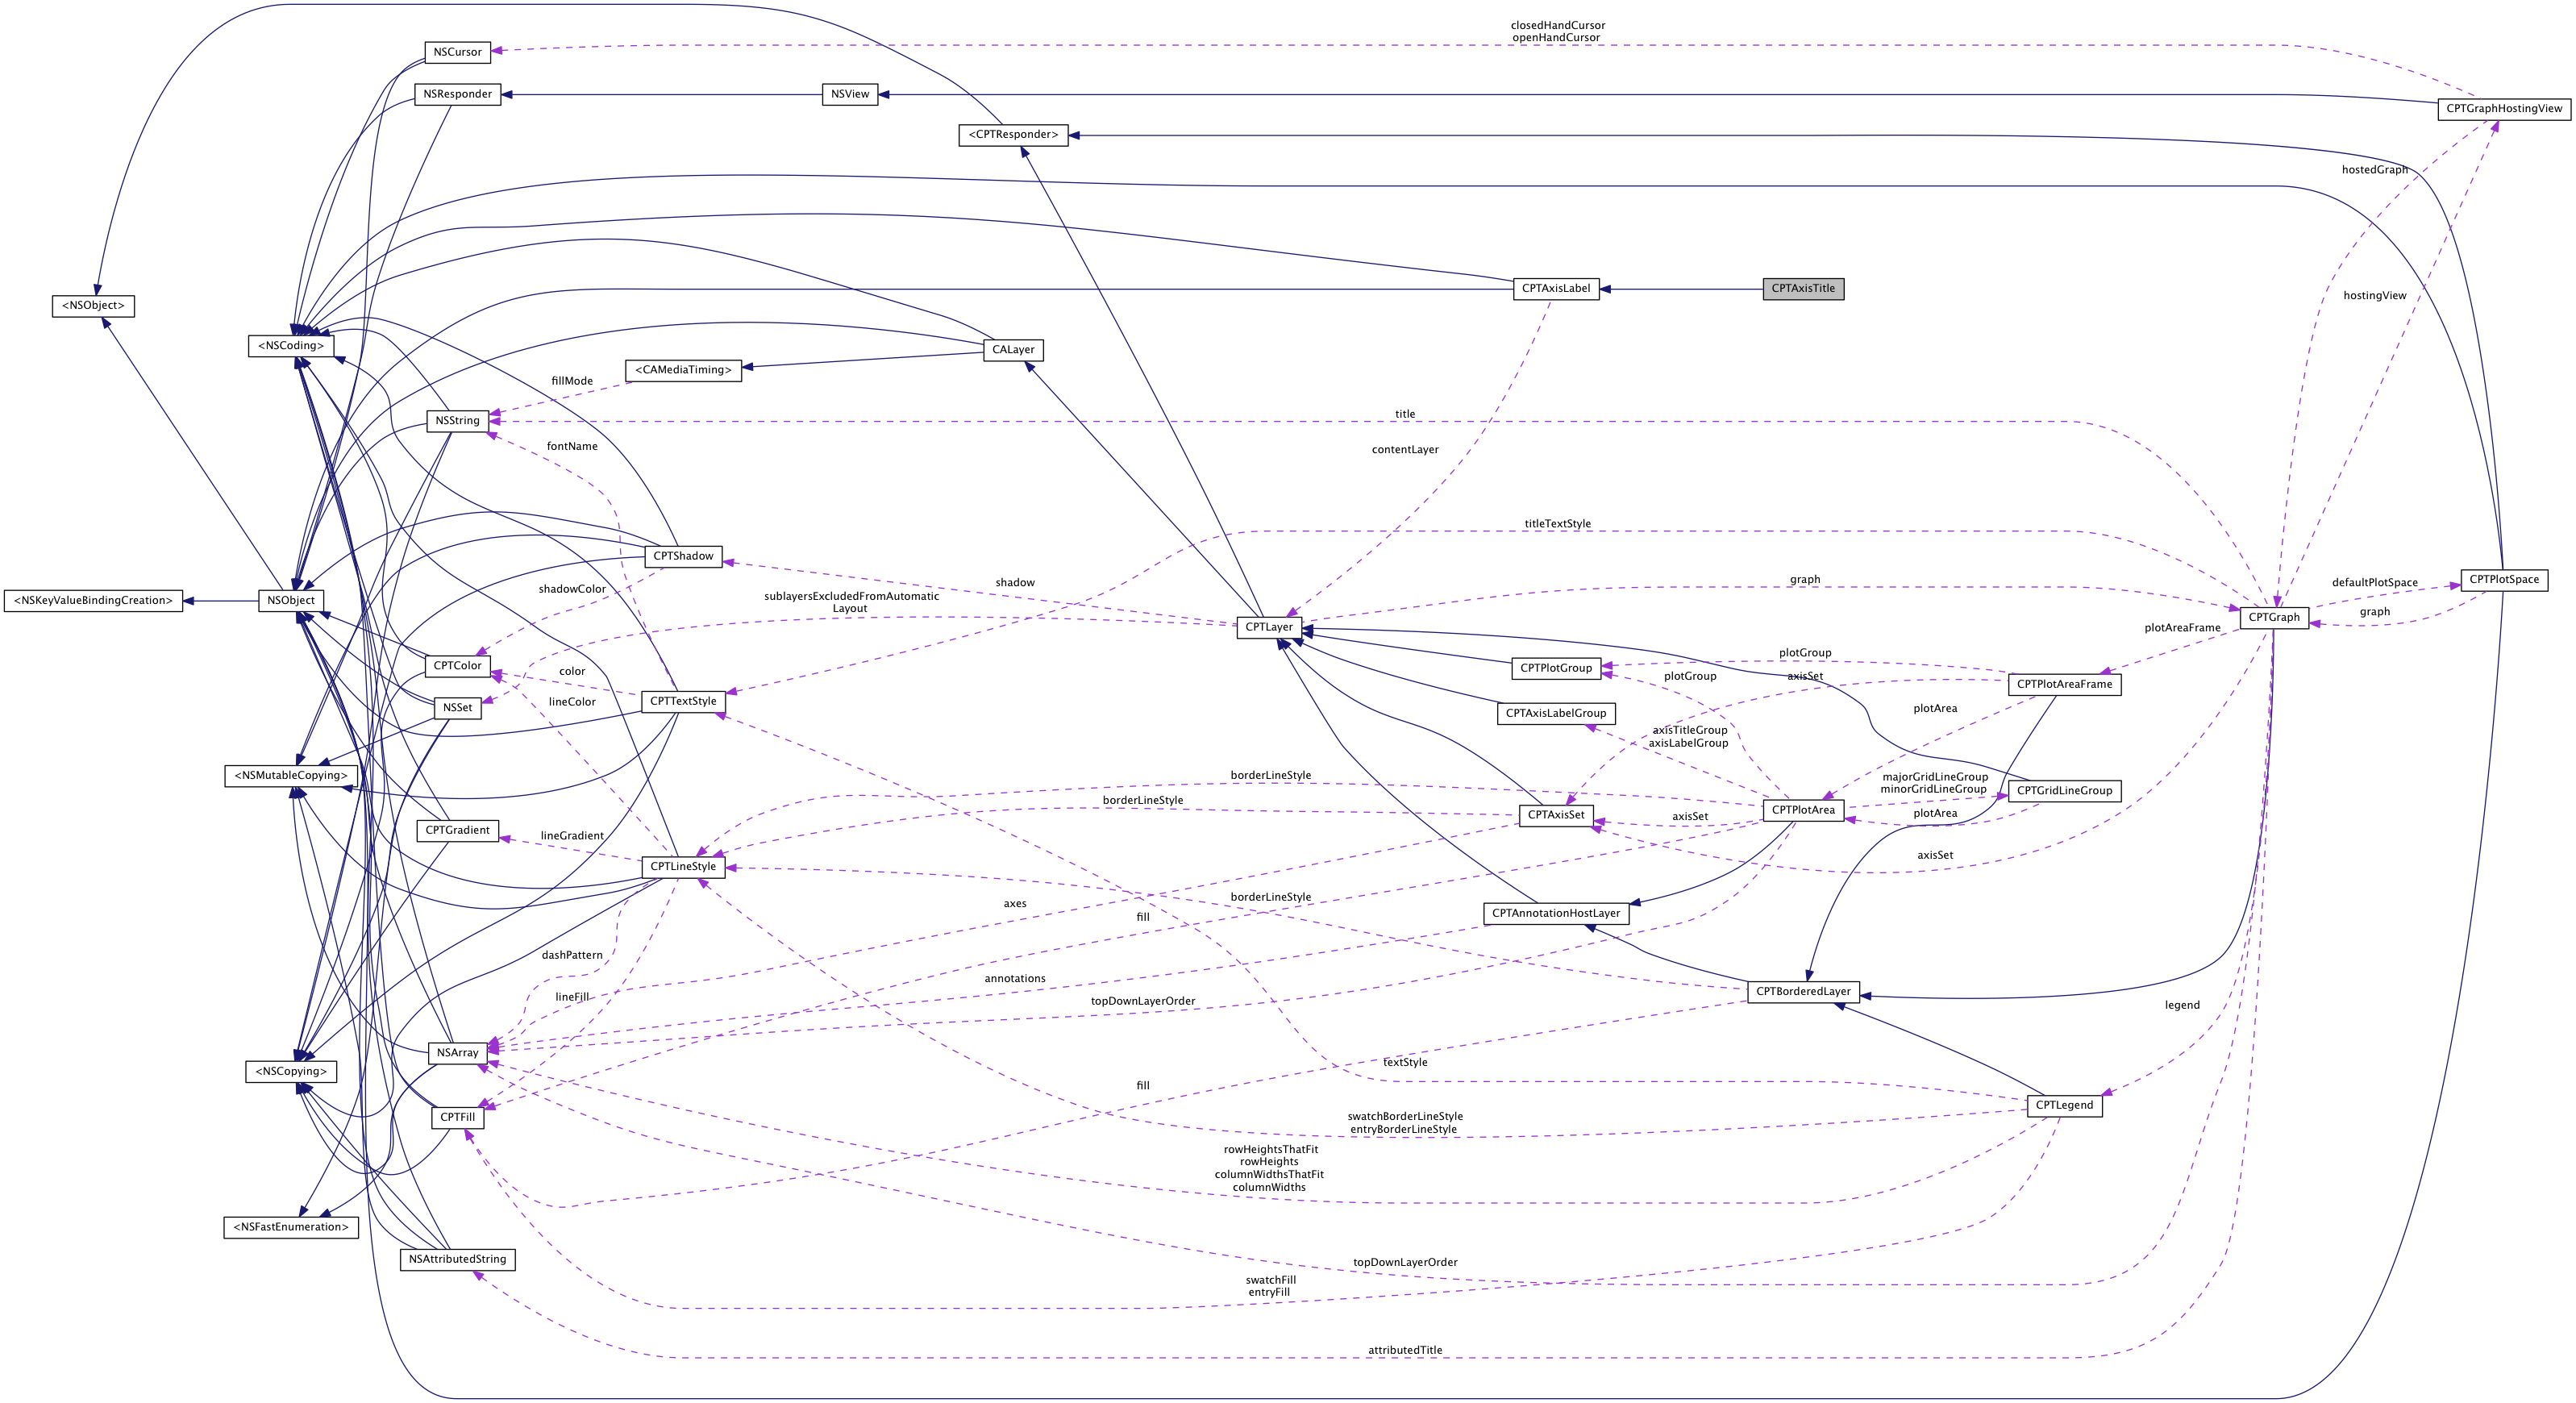 closedHandCursor
openHandCursor
NSCursor
NSResponder
NSView
CPTGraphHostingView
<CPTResponder>
hostedGraph
CPTAxisLabel
CPTAxisTitle
hostingView
<NSObject>
<NSCoding>
CALayer
<CAMediaTiming>
fillMode
NSString
title
fontName
contentLayer
titleTextStyle
CPTShadow
shadowColor
shadow
sublayersExcludedFromAutomatic
Layout
graph
defaultPlotSpace
CPTPlotSpace
graph
<NSKeyValueBindingCreation>
NSObject
CPTLayer
CPTGraph
plotAreaFrame
CPTColor
color
CPTPlotGroup
plotGroup
plotGroup
axisSet
CPTPlotAreaFrame
NSSet
lineColor
CPTTextStyle
CPTAxisLabelGroup
plotArea
axisTitleGroup
axisLabelGroup
<NSMutableCopying>
borderLineStyle
majorGridLineGroup
minorGridLineGroup
CPTGridLineGroup
borderLineStyle
CPTAxisSet
axisSet
CPTPlotArea
plotArea
CPTGradient
lineGradient
CPTLineStyle
axisSet
axes
borderLineStyle
fill
CPTAnnotationHostLayer
dashPattern
annotations
lineFill
topDownLayerOrder
CPTBorderedLayer
legend
NSArray
textStyle
<NSCopying>
fill
CPTFill
swatchBorderLineStyle
entryBorderLineStyle
CPTLegend
rowHeightsThatFit
rowHeights
columnWidthsThatFit
columnWidths
<NSFastEnumeration>
NSAttributedString
topDownLayerOrder
swatchFill
entryFill
attributedTitle